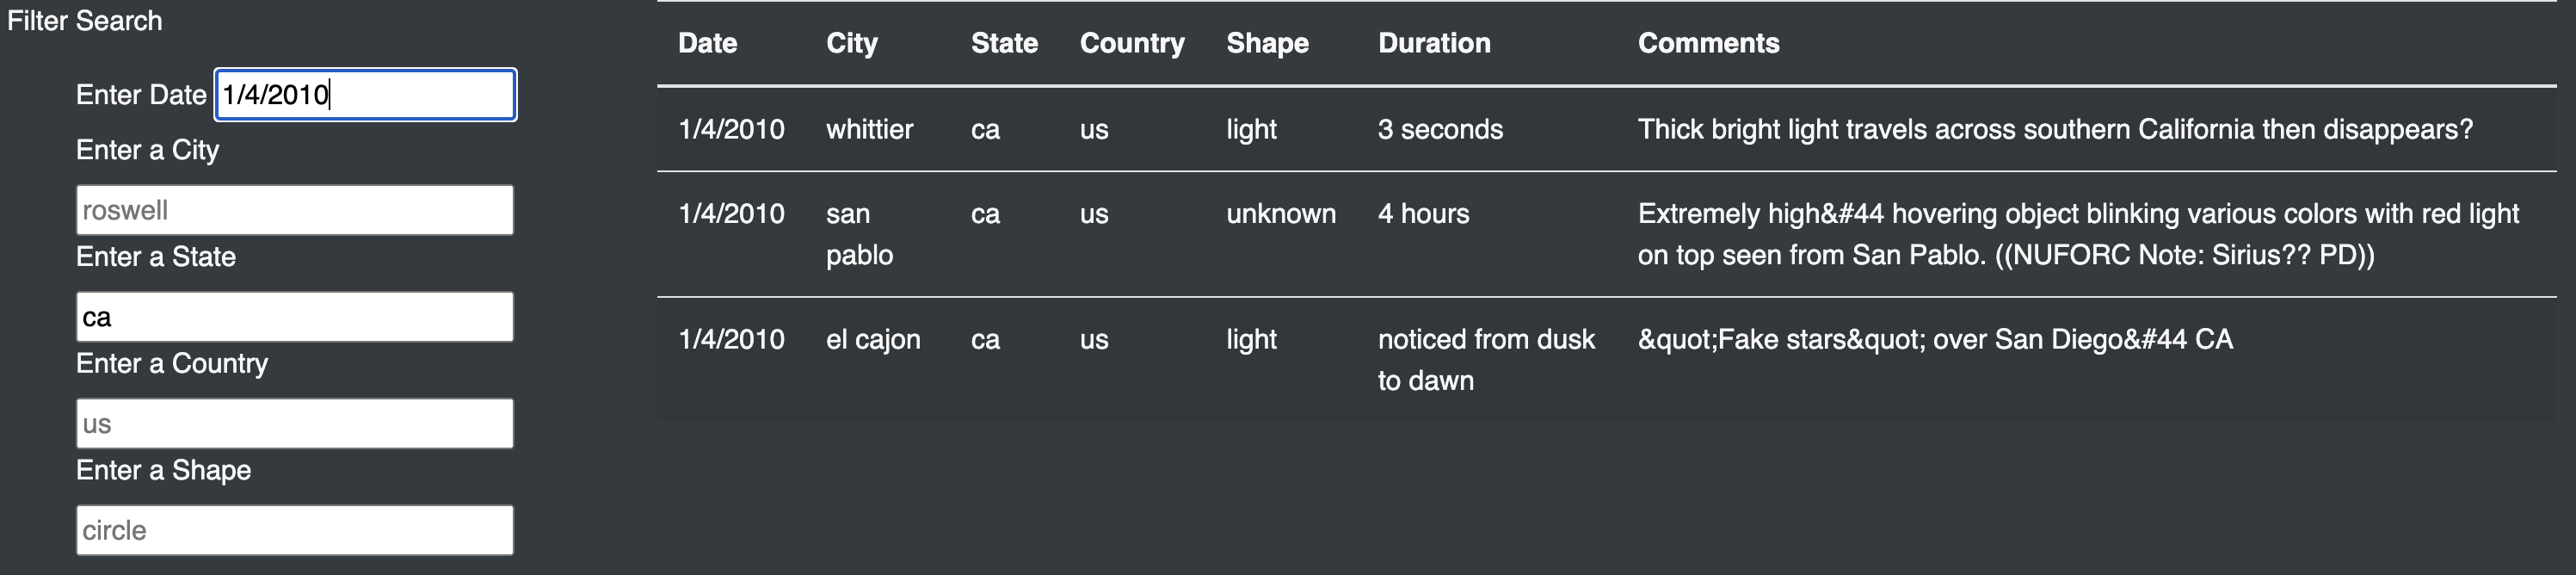 Filter Search
Enter Date 1/4/2010
Enter a City
roswell
Enter a State
ca
Enter a Country
us
Enter a Shape
circle
Date City State Country Shape Duration Comments
1/4/2010 whittier ca us light 3 seconds Thick bright light travels across southern California then disappears?
1/4/2010 san ca us unknown 4 hours Extremely high&#44 hovering object blinking various colors with red light
pablo on top seen from San Pablo. ((NUFORC Note: Sirius?? PD))
1/4/2010 el cajon ca us light noticed from dusk &quot;Fake stars&quot; over San Diego&#44 CA
to dawn